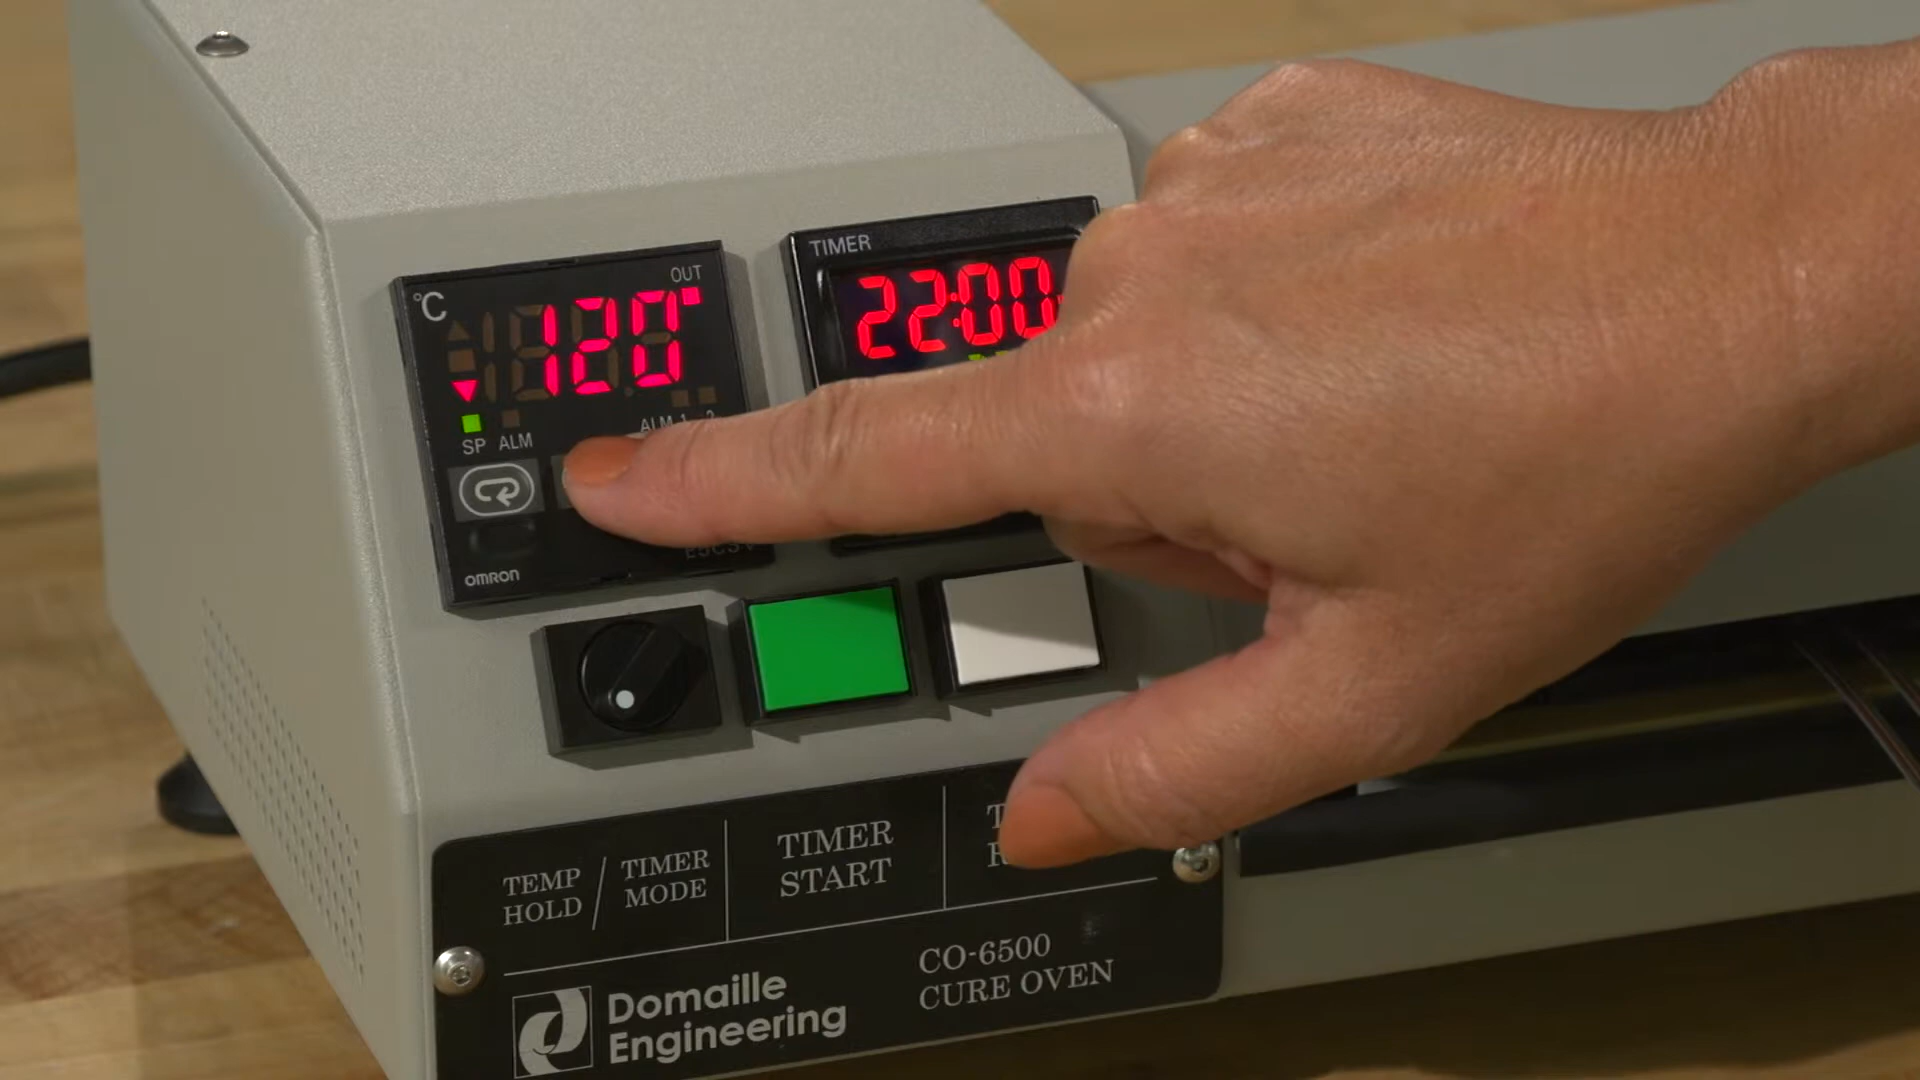 OUT
°C
120
SP ALM
ALM 1 2
OMRON
TIMER
22:00
TEMP
HOLD
/
TIMER
MODE
TIMER
START
Domaille
Engineering
CO-6500
CURE OVEN